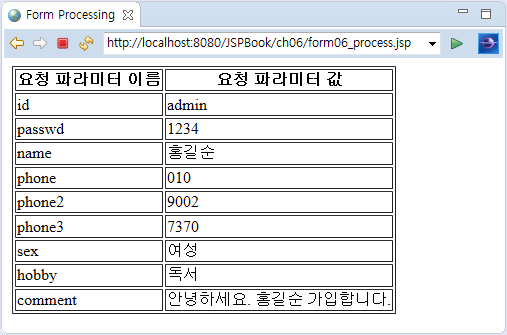 Form Processing
http://localhost:8080/JSPBook/ch06/form06_process.jsp
요청 파라미터 이름 요청 파라미터 값
id admin
passwd 1234
name 홍길순
phone 010
phone2 9002
phone3 7370
sex 여성
hobby 독서
comment 안녕하세요. 홍길순 가입합니다.